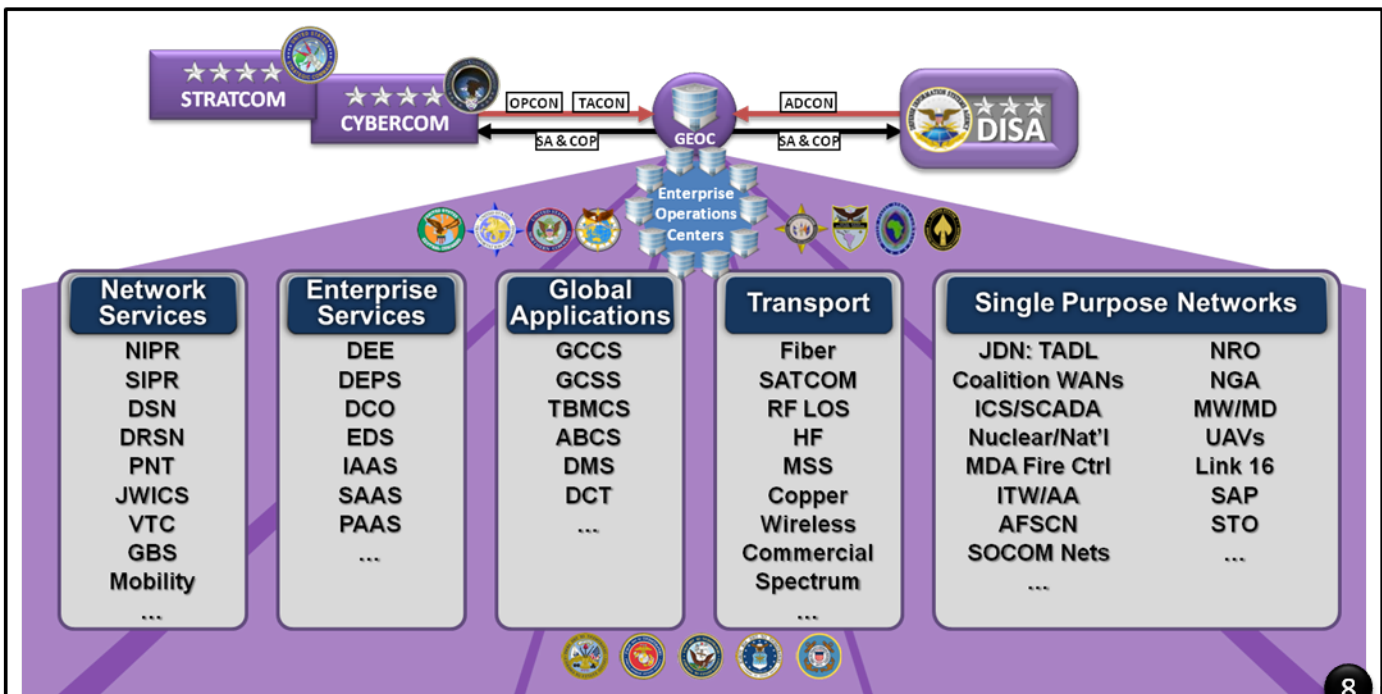 STRATCOM
CYBERCOM
OPCON TACON
SA & COP
GEOC
ADCON
SA & COP
DISA
Enterprise
Operations
Centers
Network
Services
NIPR
SIPR
DSN
DRSN
PNT
JWICS
VTC
GBS
Mobility
...
Enterprise
Services
DEE
DEPS
DCO
EDS
IAAS
SAAS
PAAS
...
Global
Applications
GCCS
GCSS
TBMCS
ABCS
DMS
DCT
...
Transport
Fiber
SATCOM
RF LOS
HF
MSS
Copper
Wireless
Commercial
Spectrum
...
Single Purpose Networks
JDN: TADL
Coalition WANs
ICS/SCADA
Nuclear/Nat'l
MDA Fire Ctrl
ITW/AA
AFSCN
SOCOM Nets
...
NRO
NGA
MW/MD
UAVs
Link 16
SAP
STO
...
8